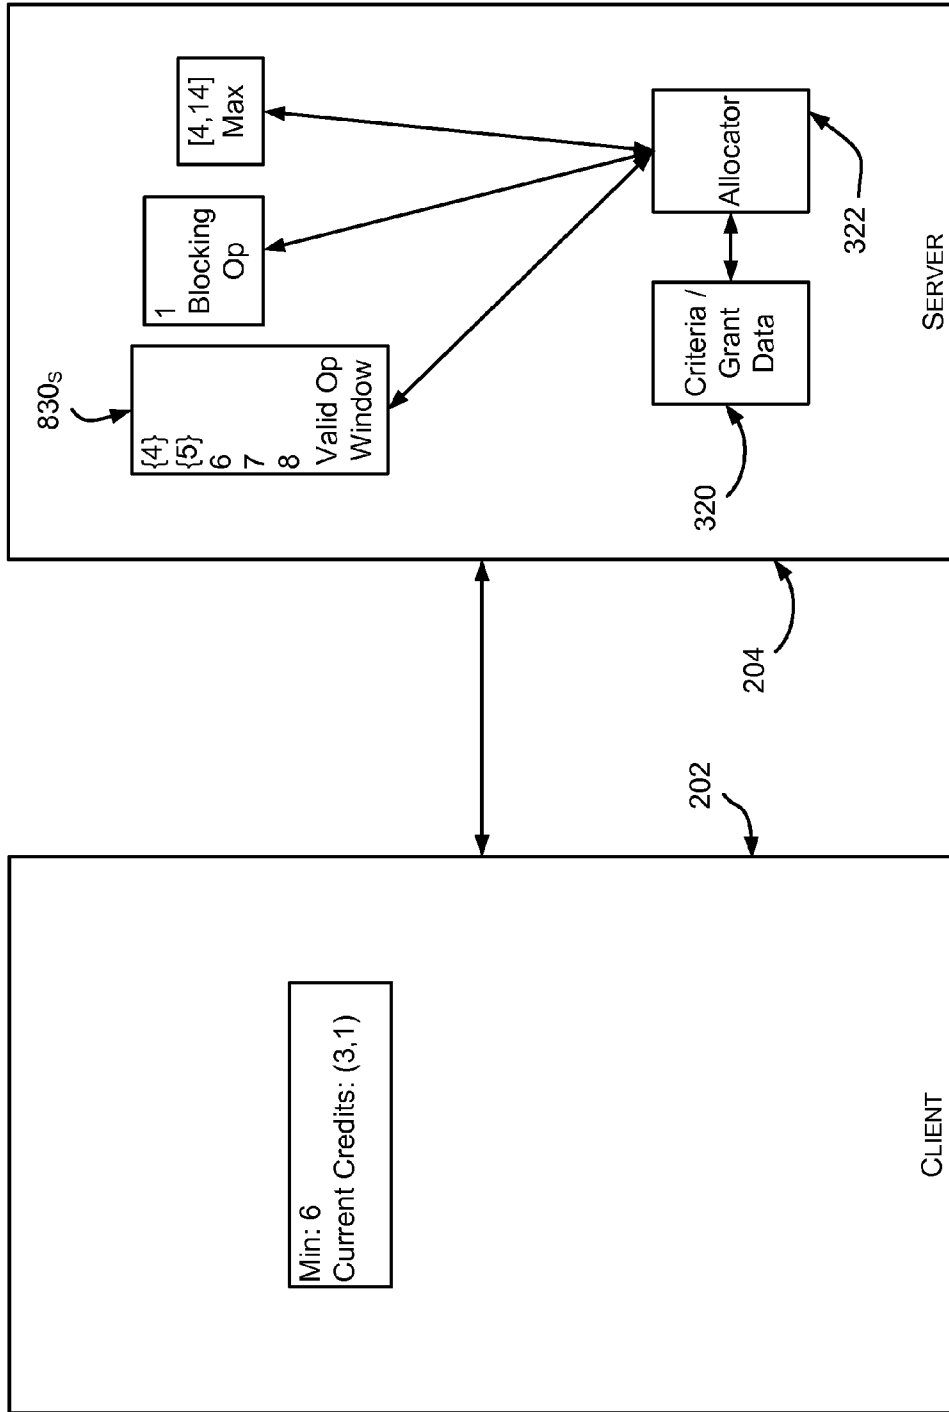 Min: 6
Current Credits: (3,1)
CLIENT
202
204
830S
{4}
{5}
6
7
8
Valid Op
Window
1
Blocking
Op
[4,14]
Max
Criteria /
Grant
Data
320
Allocator
322
SERVER